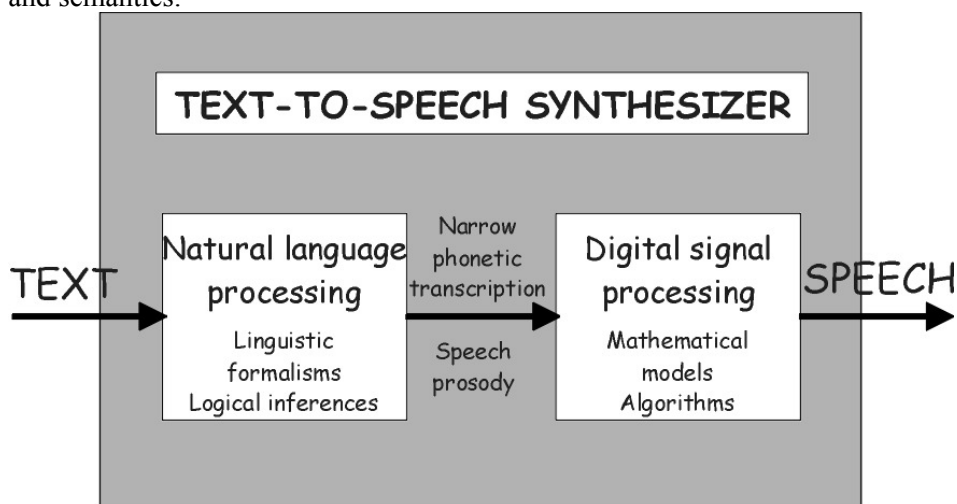 and semantics.
TEXT-TO-SPEECH SYNTHESIZER
TEXT
Natural language
processing
Linguistic
formalisms
Logical inferences
Narrow
phonetic
transcription
Speech
prosody
Digital signal
processing
Mathematical
models
Algorithms
SPEECH